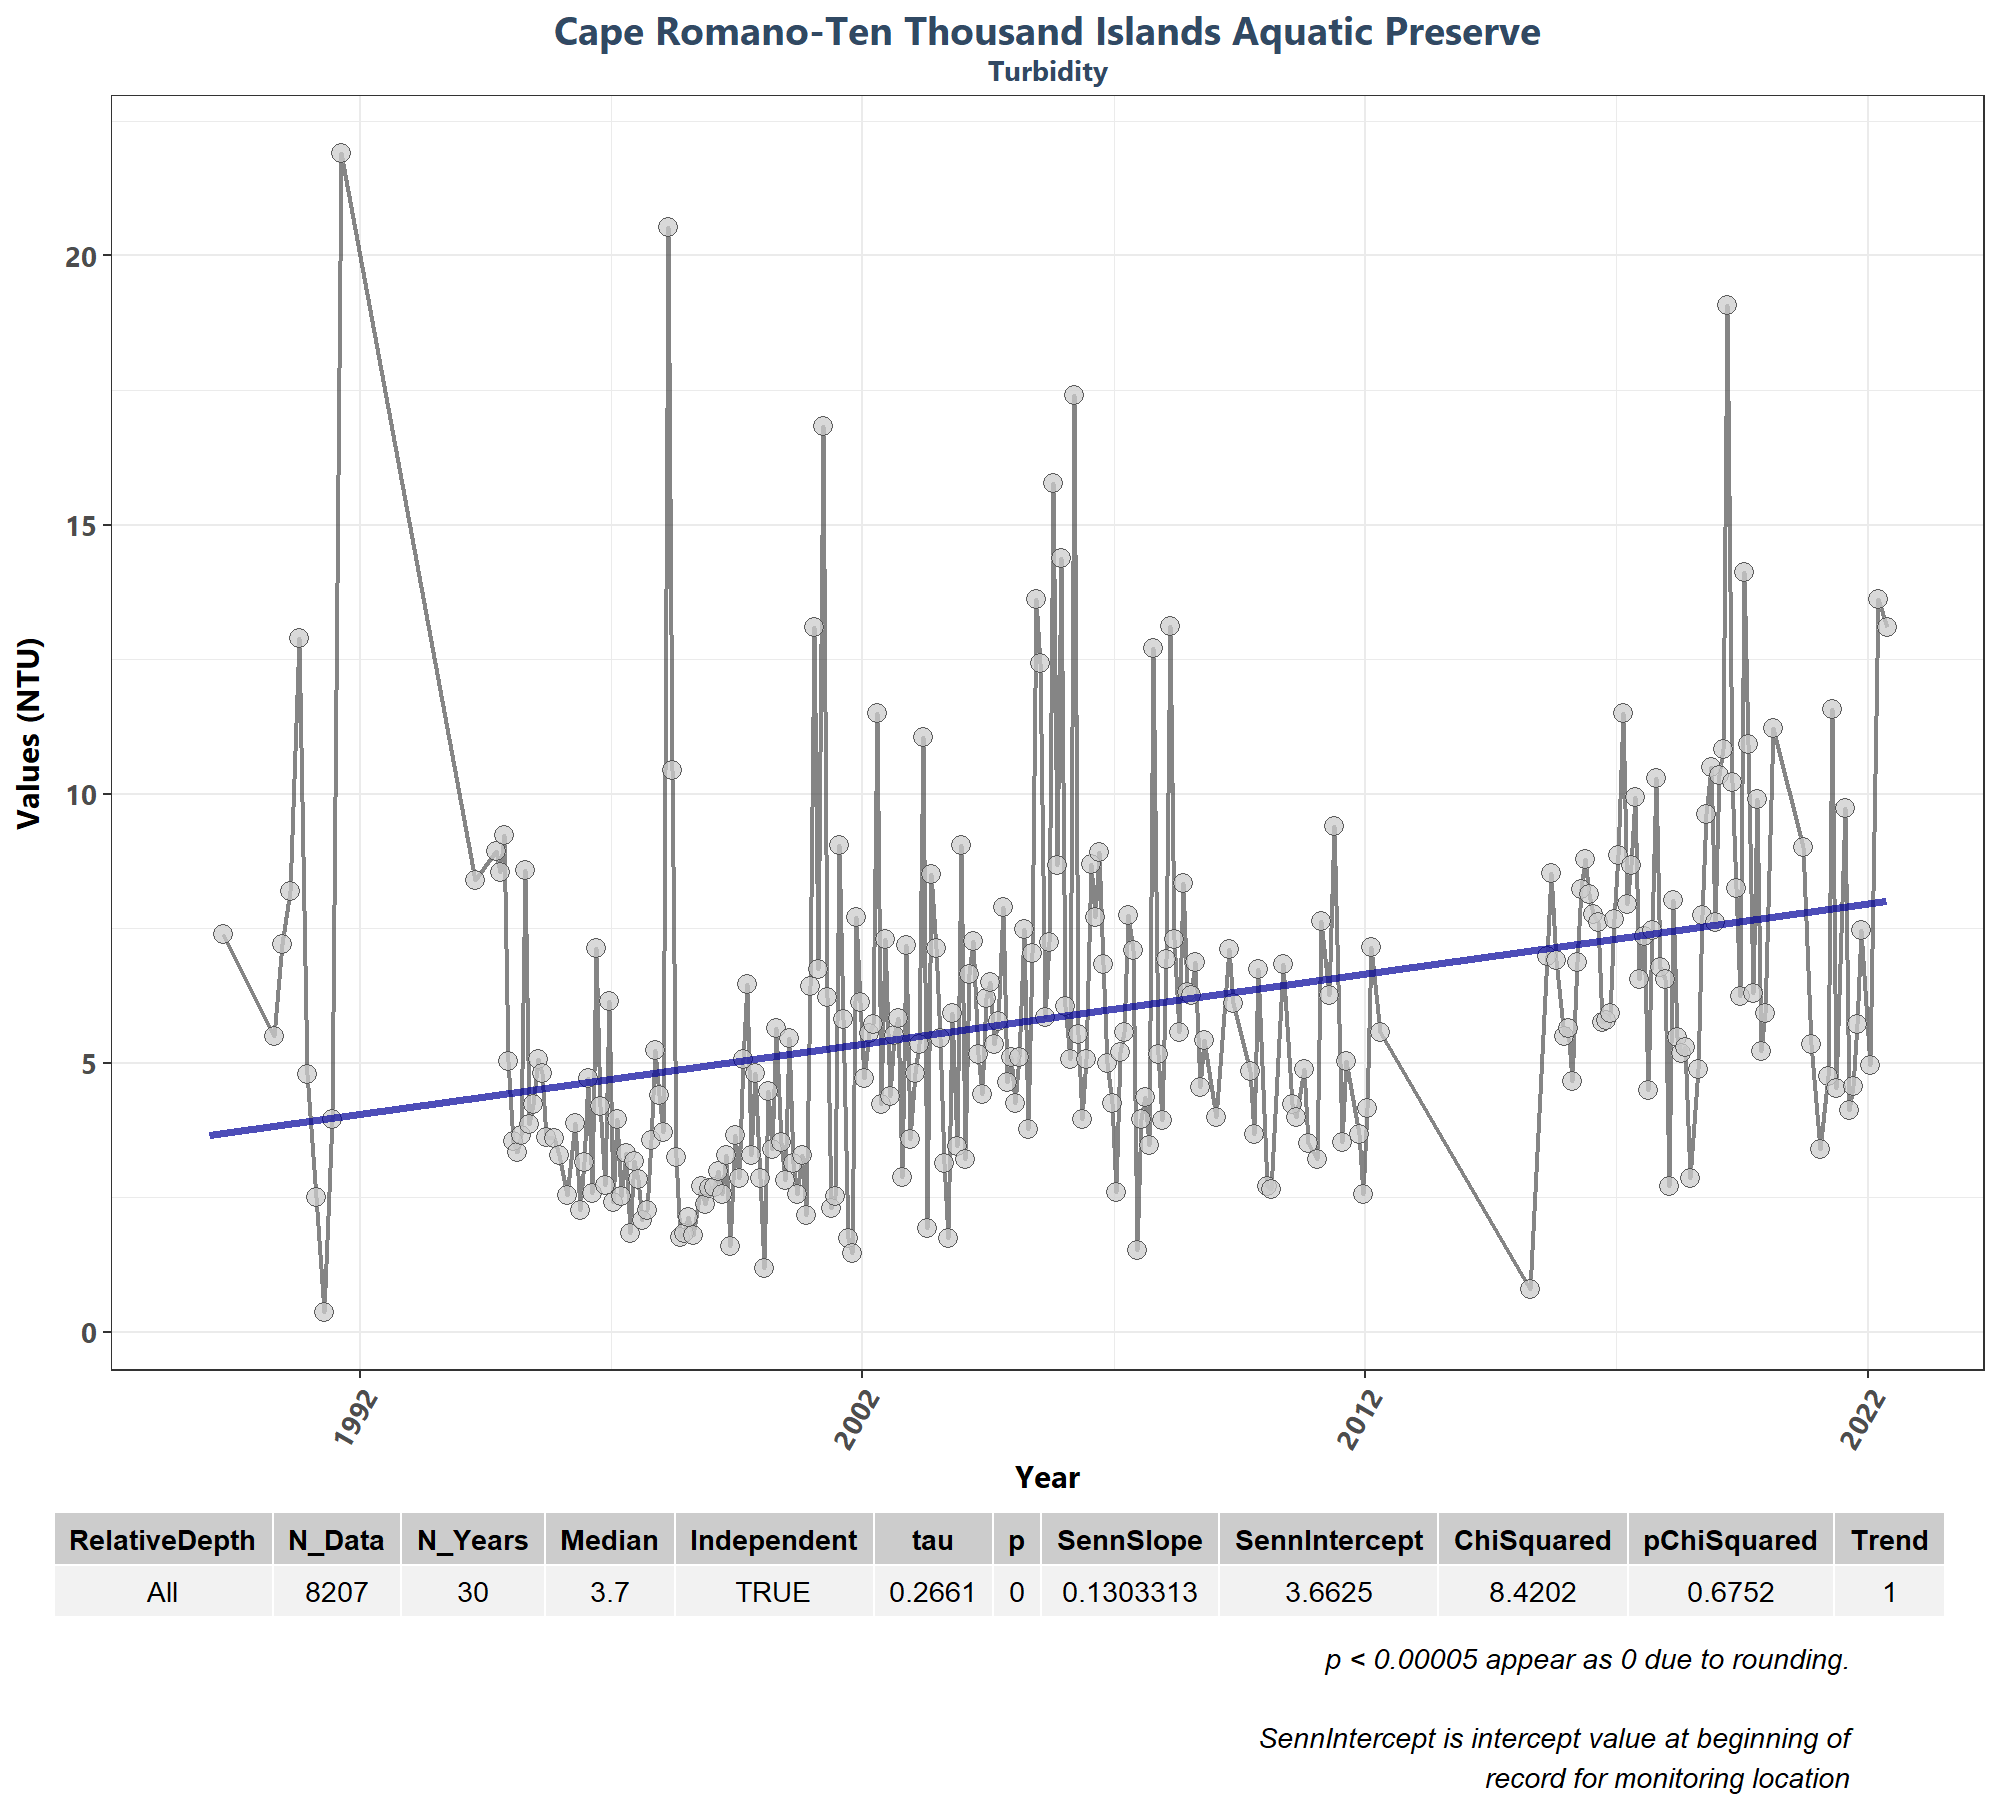 Cape Romano-Ten Thousand Islands Aquatic Preserve
Turbidity
Values (NTU)
20
15
10
5
0
1992
2002
2012
2022
Year
RelativeDepth N_Data N_Years Median Independent tau p SennSlope SennIntercept ChiSquared pChiSquared Trend
All 8207 30 3.7 TRUE 0.2661 0 0.1303313 3.6625 8.4202 0.6752 1
p < 0.00005 appear as 0 due to rounding.
SennIntercept is intercept value at beginning of
record for monitoring location